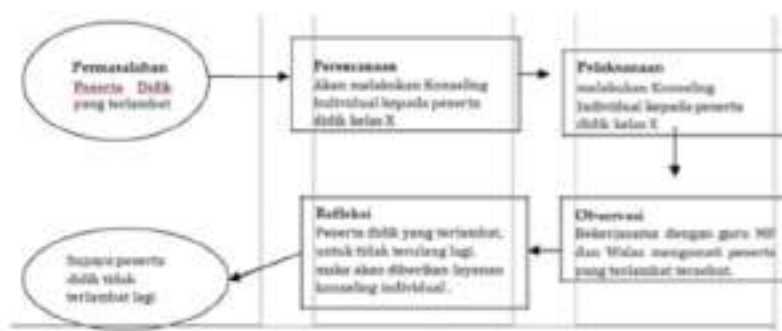 Permasalahan
Peserta Didik
yang terlambat
Perencanaan
Akan melakukan Konseling
Individual kepada peserta
didik kelas X
Pelaksanaan
melakukan Konseling
Individual kepada peserta
didik kelas X
Observasi
Bekerjasama dengan guru
dan Walas mengamati peserta
yang terlambat tersebut.
Refleksi
Peserta didik yang terlambat,
untuk tidak terulang lagi,
maka akan diberikan layanan
konseling individual.
Supaya peserta
didik tidak
terlambat lagi